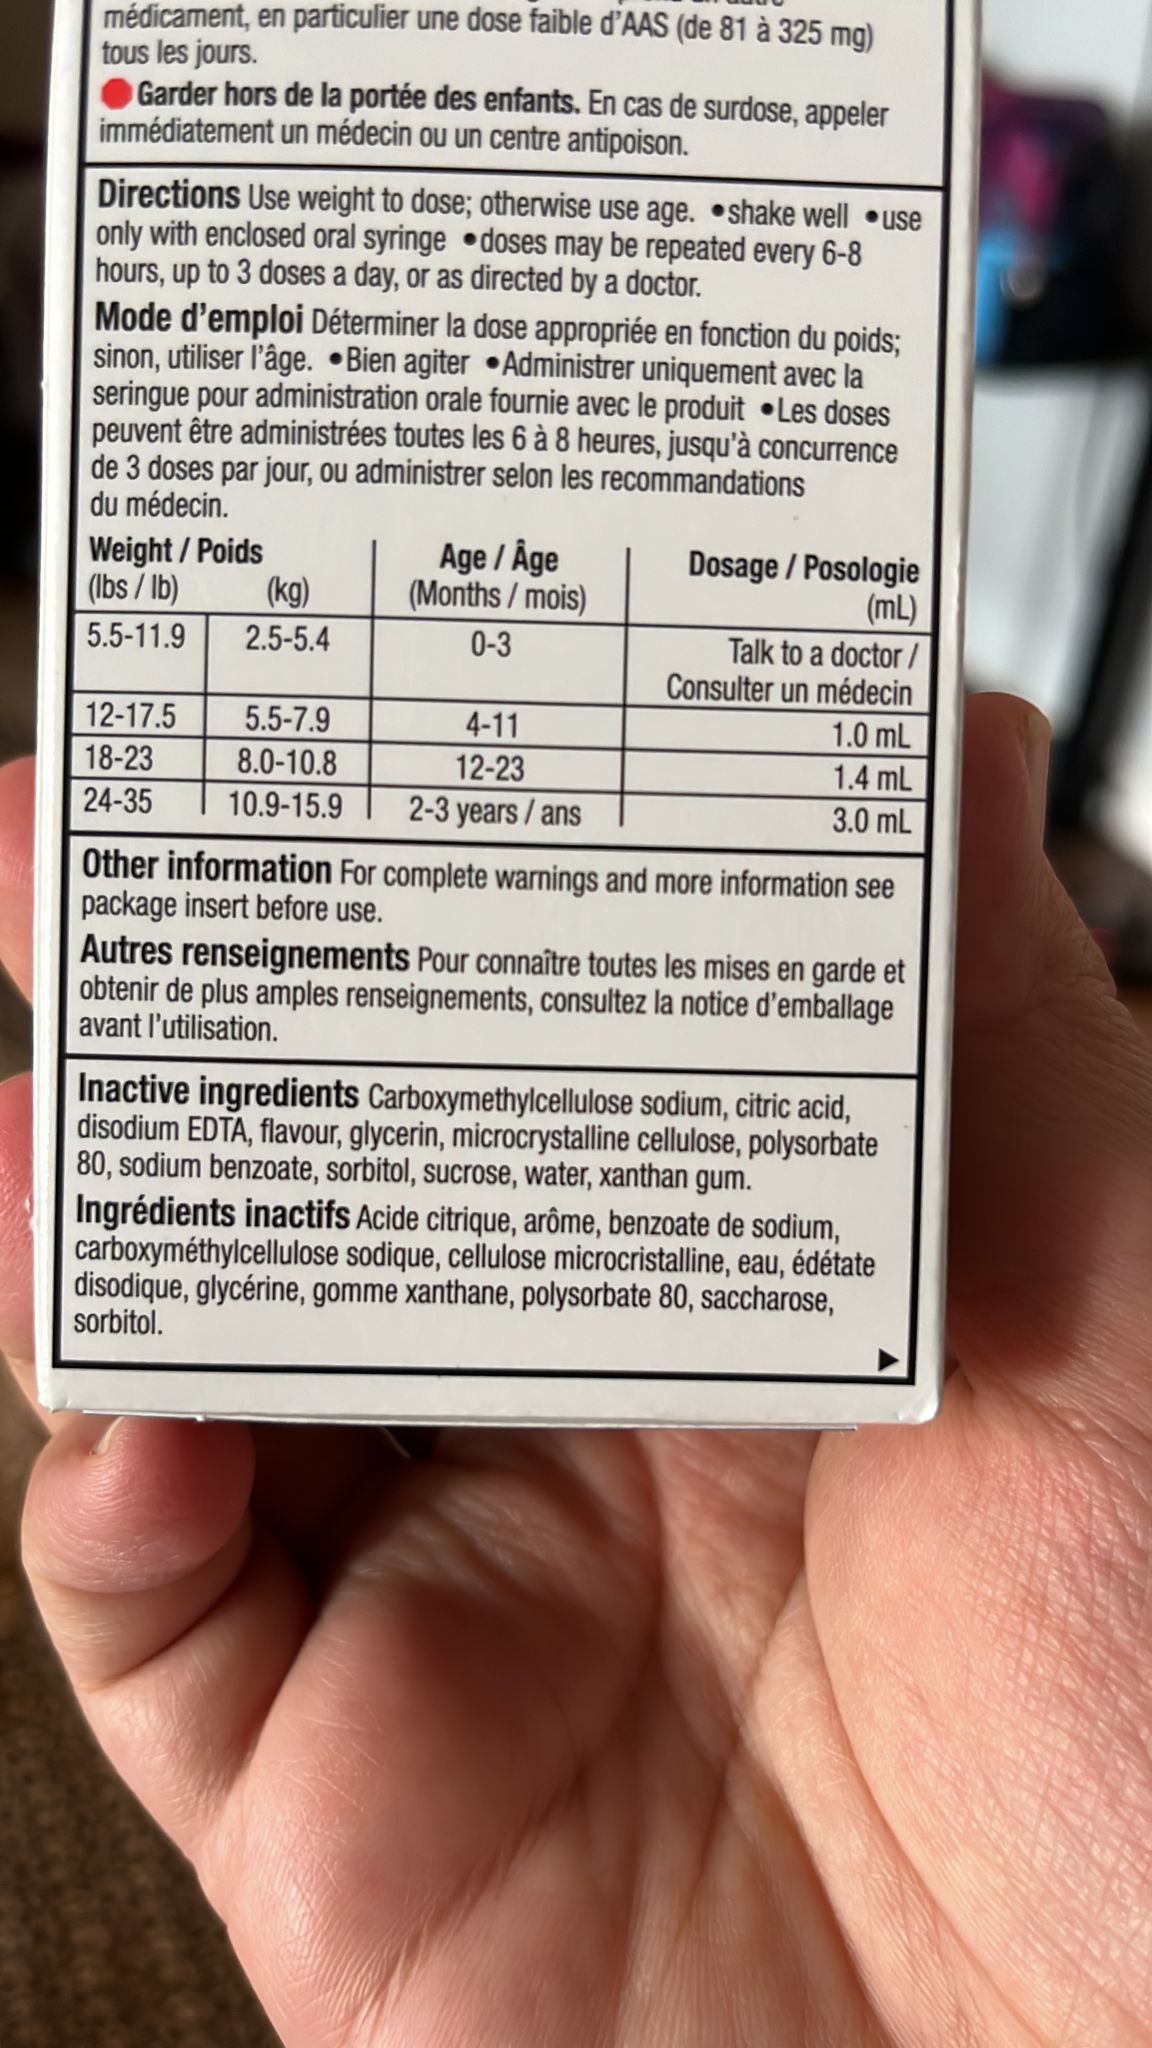 médicament, en particulier une dose faible d'AAS (de 81 à 325 mg)
tous les jours.
Garder hors de la portée des enfants. En cas de surdose, appeler
immédiatement un médecin ou un centre antipoison.
Directions Use weight to dose; otherwise use age. •shake well •use
only with enclosed oral syringe •doses may be repeated every 6-8
hours, up to 3 doses a day, or as directed by a doctor.
Mode d'emploi Déterminer la dose appropriée en fonction du poids;
sinon, utiliser l'âge. •Bien agiter •Administrer uniquement avec la
seringue pour administration orale fournie avec le produit •Les doses
peuvent être administrées toutes les 6 à 8 heures, jusqu'à concurrence
de 3 doses par jour, ou administrer selon les recommandations
du médecin.
Weight / Poids Age / Âge Dosage / Posologie
(lbs / lb) (kg) (Months / mois) (mL)
5.5-11.9 2.5-5.4 0-3 Talk to a doctor /
Consulter un médecin
12-17.5 5.5-7.9 4-11 1.0 mL
18-23 8.0-10.8 12-23 1.4 mL
24-35 10.9-15.9 2-3 years / ans 3.0 mL
Other information For complete warnings and more information see
package insert before use.
Autres renseignements Pour connaître toutes les mises en garde et
obtenir de plus amples renseignements, consultez la notice d'emballage
avant l'utilisation.
Inactive ingredients Carboxymethylcellulose sodium, citric acid,
disodium EDTA, flavour, glycerin, microcrystalline cellulose, polysorbate
80, sodium benzoate, sorbitol, sucrose, water, xanthan gum.
Ingrédients inactifs Acide citrique, arôme, benzoate de sodium,
carboxyméthylcellulose sodique, cellulose microcristalline, eau, édétate
disodique, glycérine, gomme xanthane, polysorbate 80, saccharose,
sorbitol.